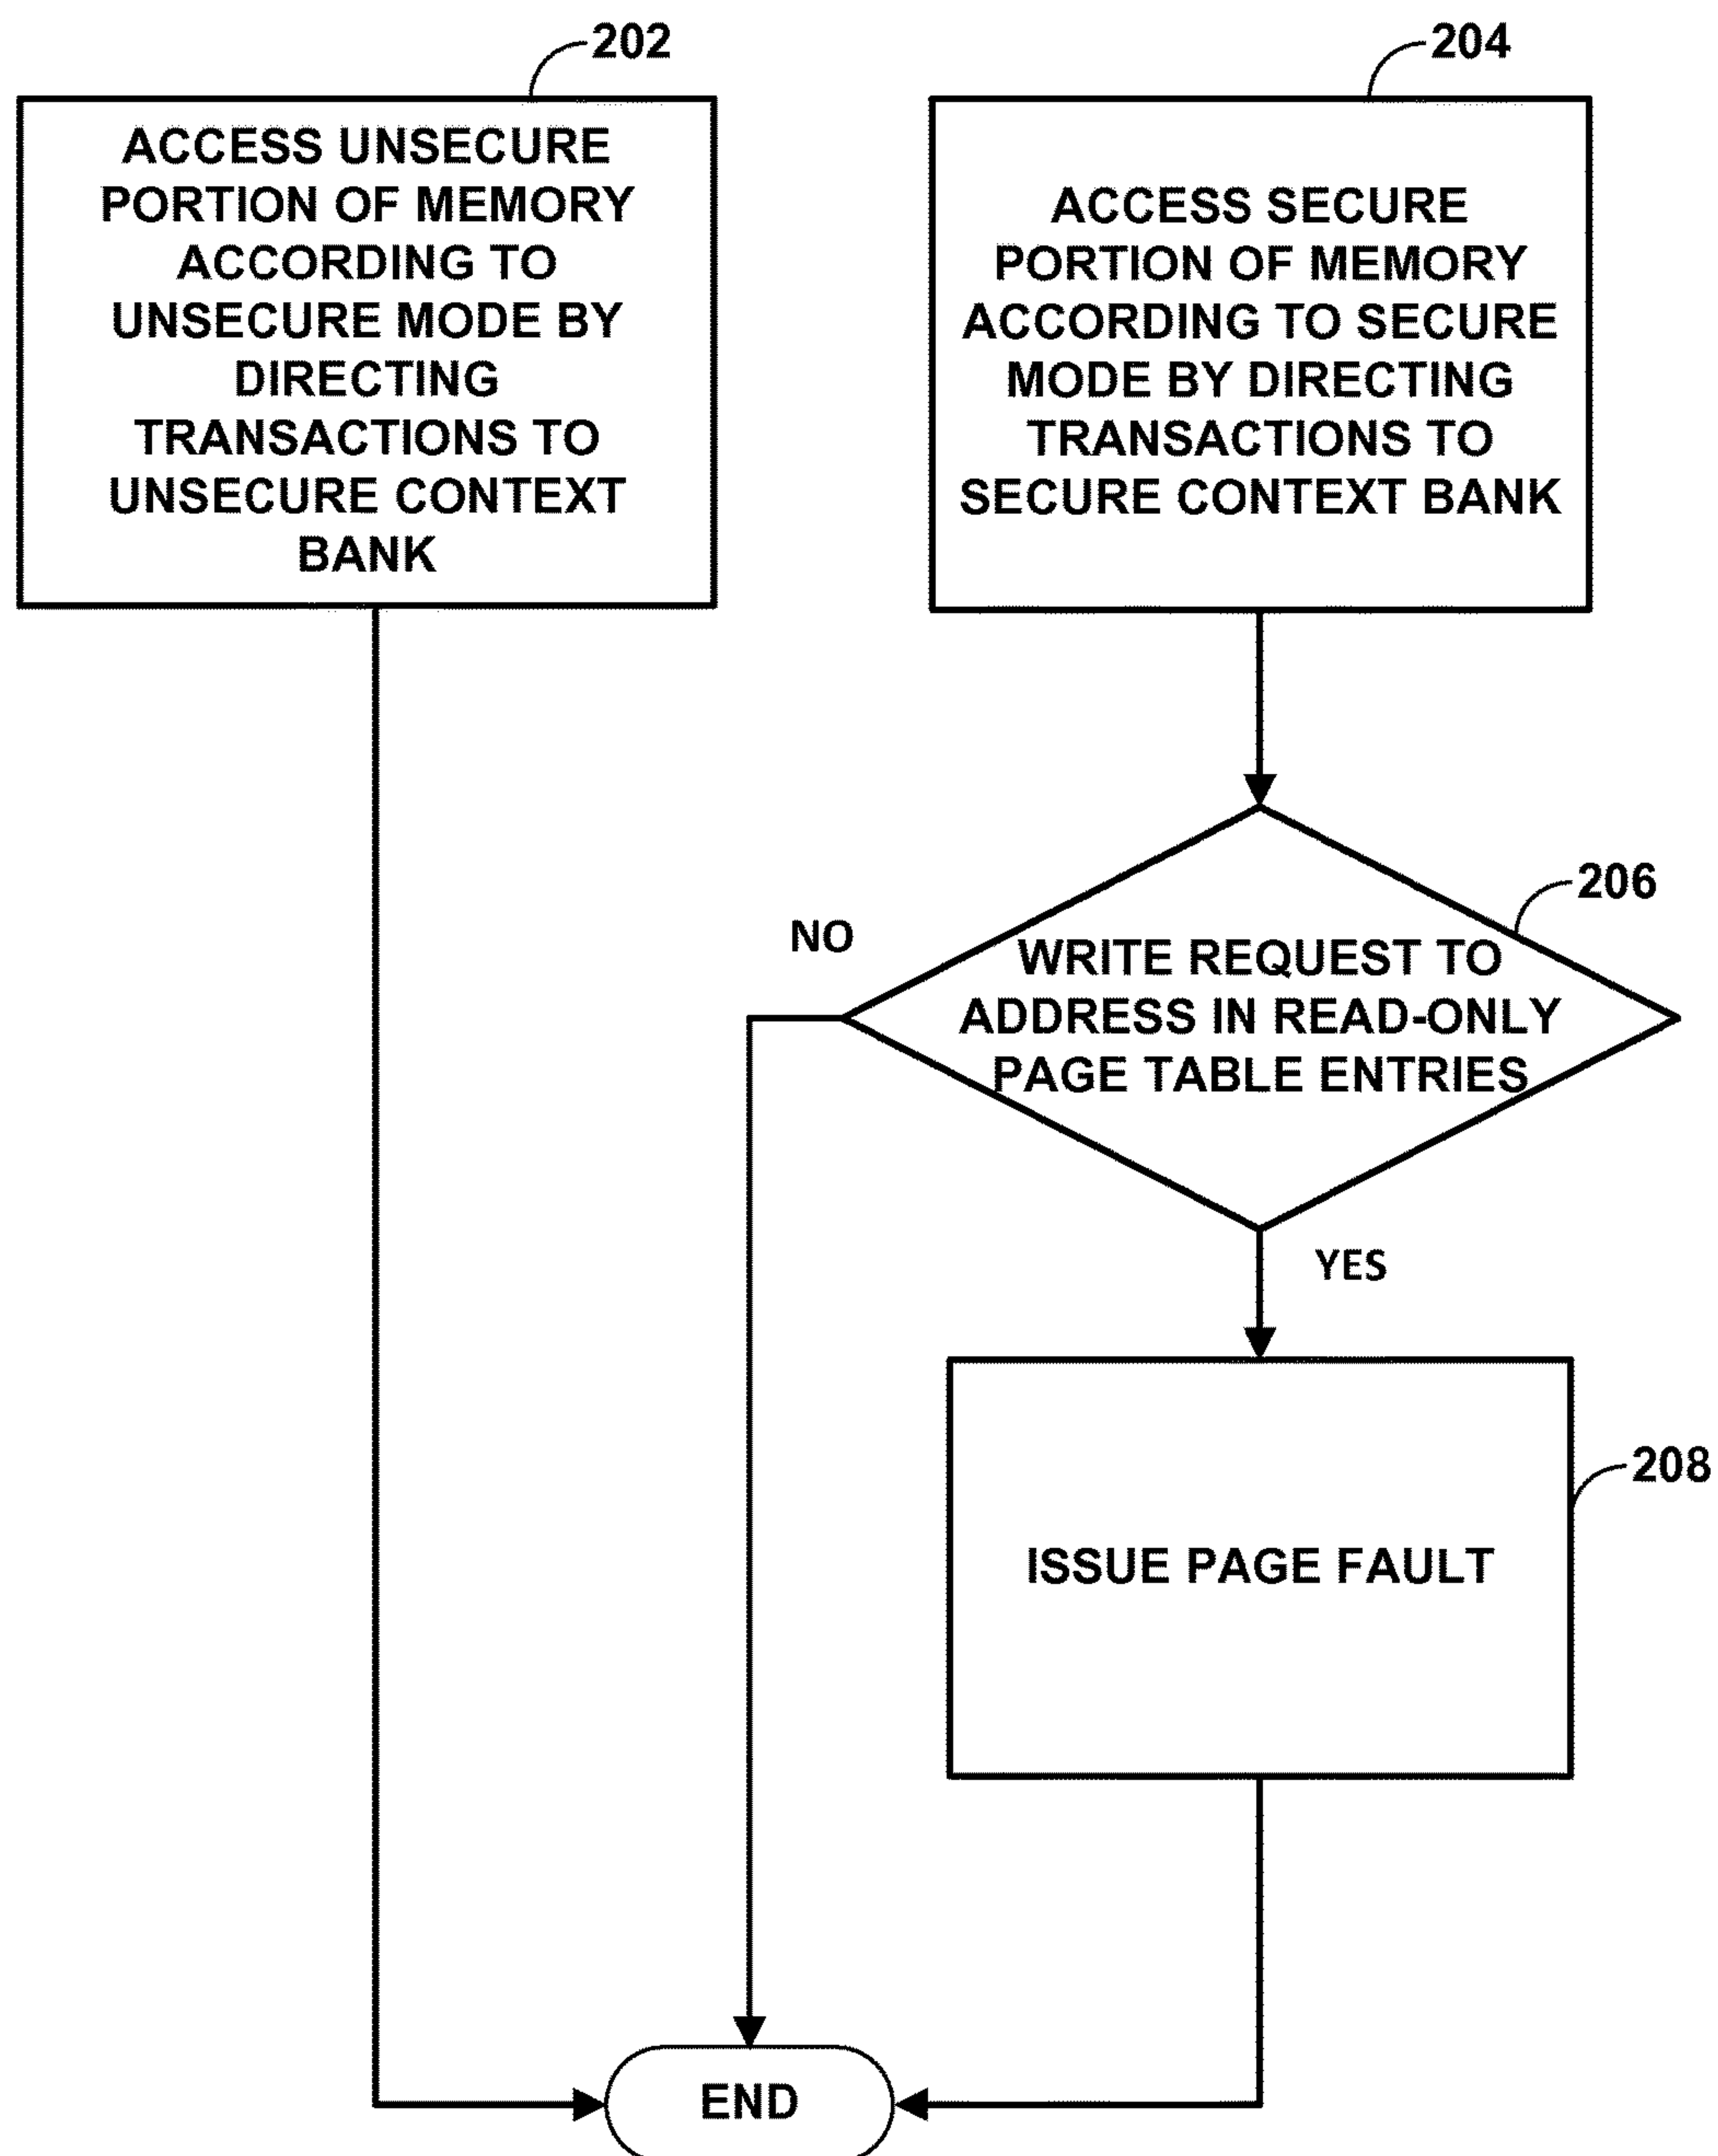 202
ACCESS UNSECURE
PORTION OF MEMORY
ACCORDING TO
UNSECURE MODE BY
DIRECTING
TRANSACTIONS TO
UNSECURE CONTEXT
BANK
204
ACCESS SECURE
PORTION OF MEMORY
ACCORDING TO SECURE
MODE BY DIRECTING
TRANSACTIONS TO
SECURE CONTEXT BANK
206
NO
WRITE REQUEST TO
ADDRESS IN READ-ONLY
PAGE TABLE ENTRIES
YES
208
ISSUE PAGE FAULT
END